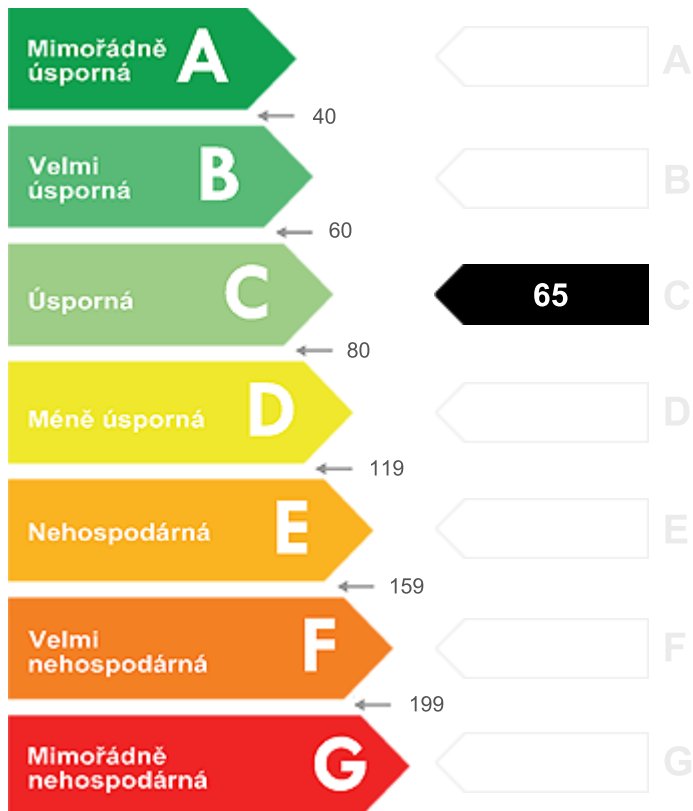 Mimořádně
úsporná
A
A
40
Velmi
úsporná
B
B
60
Úsporná
C
65
C
80
Méně úsporná
D
D
119
Nehospodárná
E
E
159
Velmi
nehospodárná
F
F
199
Mimořádně
nehospodárná
G
G